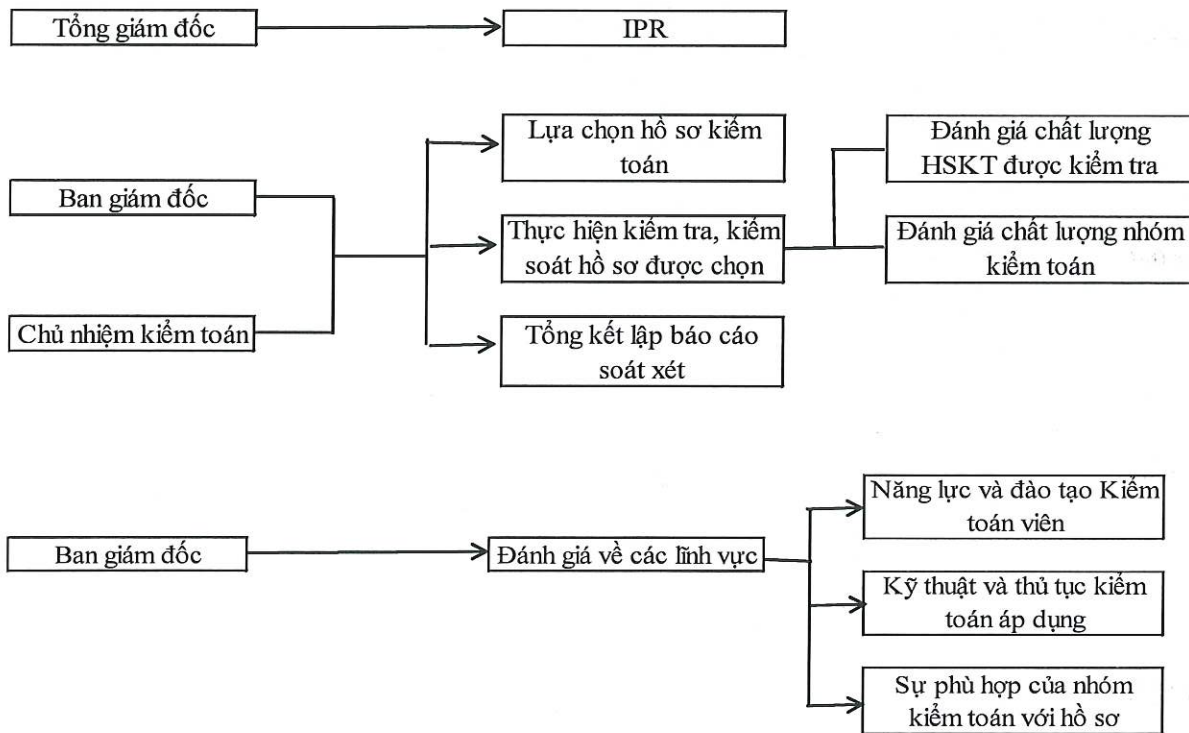 Tổng giám đốc
IPR
Lựa chọn hồ sơ kiểm
toán
Đánh giá chất lượng
HSKT được kiểm tra
Ban giám đốc
Thực hiện kiểm tra, kiểm
soát hồ sơ được chọn
Đánh giá chất lượng nhóm
kiểm toán
Chủ nhiệm kiểm toán
Tổng kết lập báo cáo
soát xét
Năng lực và đào tạo Kiểm
toán viên
Ban giám đốc
Đánh giá về các lĩnh vực
Kỹ thuật và thủ tục kiểm
toán áp dụng
Sự phù hợp của nhóm
kiểm toán với hồ sơ